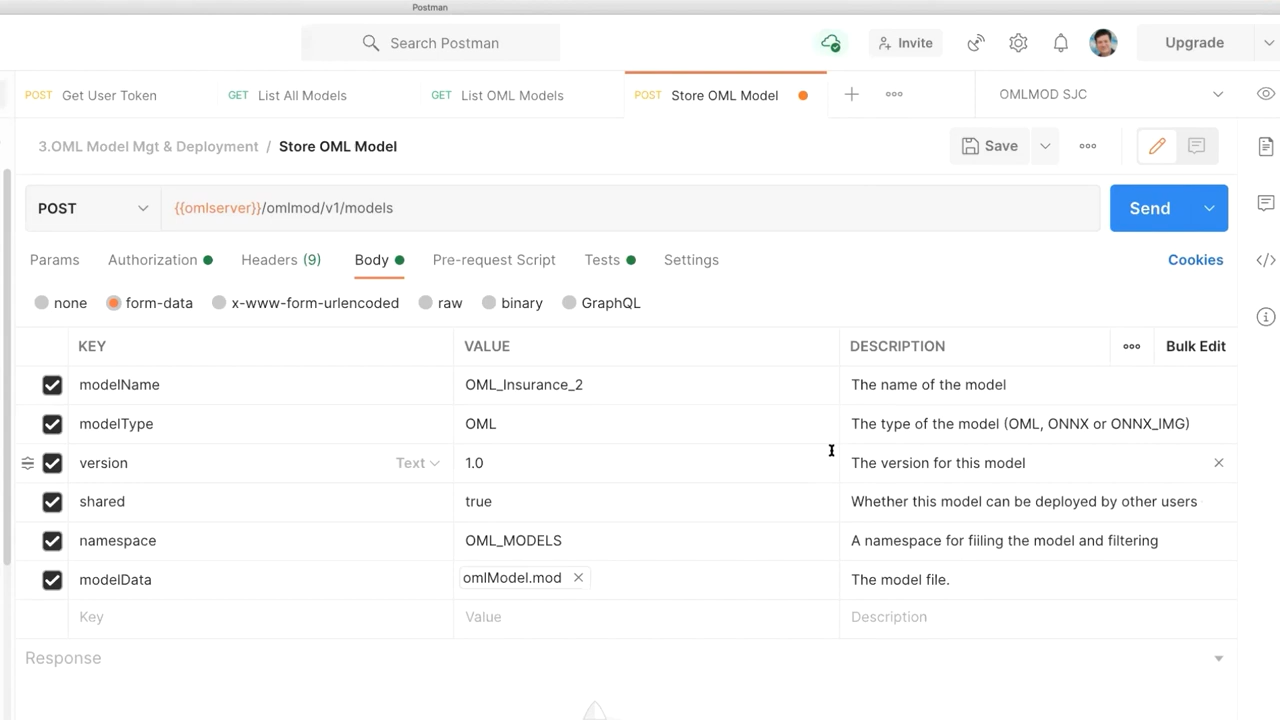 Postman
Search Postman
Invite
Upgrade
POST Get User Token
GET List All Models
GET List OML Models
POST Store OML Model
OMLMOD SJC
3.OML Model Mgt & Deployment / Store OML Model
Save
POST
{{omlserver}}/omlmod/v1/models
Send
Params Authorization Headers (9) Body Pre-request Script Tests Settings Cookies
none form-data x-www-form-urlencoded raw binary GraphQL
KEY VALUE DESCRIPTION Bulk Edit
modelName OML_Insurance_2 The name of the model
modelType OML The type of the model (OML, ONNX or ONNX_IMG)
version Text 1.0 The version for this model
shared true Whether this model can be deployed by other users
namespace OML_MODELS A namespace for fiiling the model and filtering
modelData omlModel.mod The model file.
Key Value Description
Response